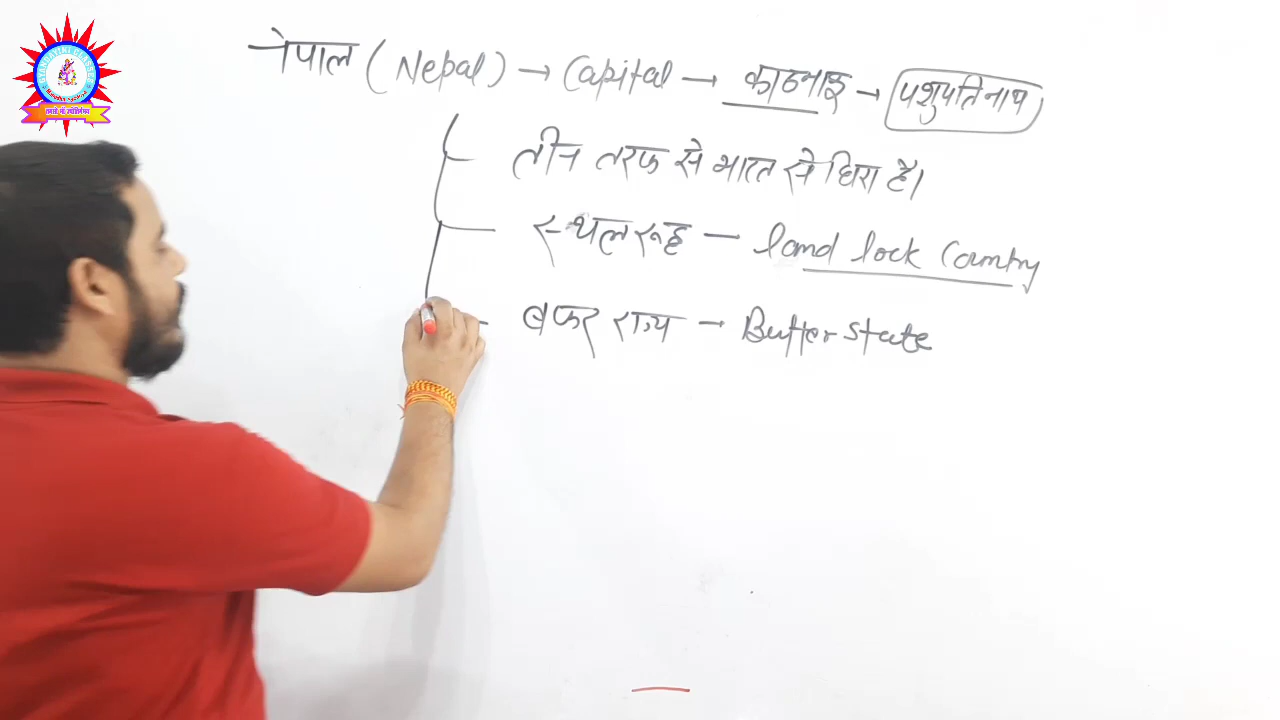 नेपाल (Nepal) → Capital → काठमाडू → पशुपतिनाथ
तीन तरफ से भारत से घिरा है।
स्थलरूह — land lock Country
बफर राज्य — Buffer state